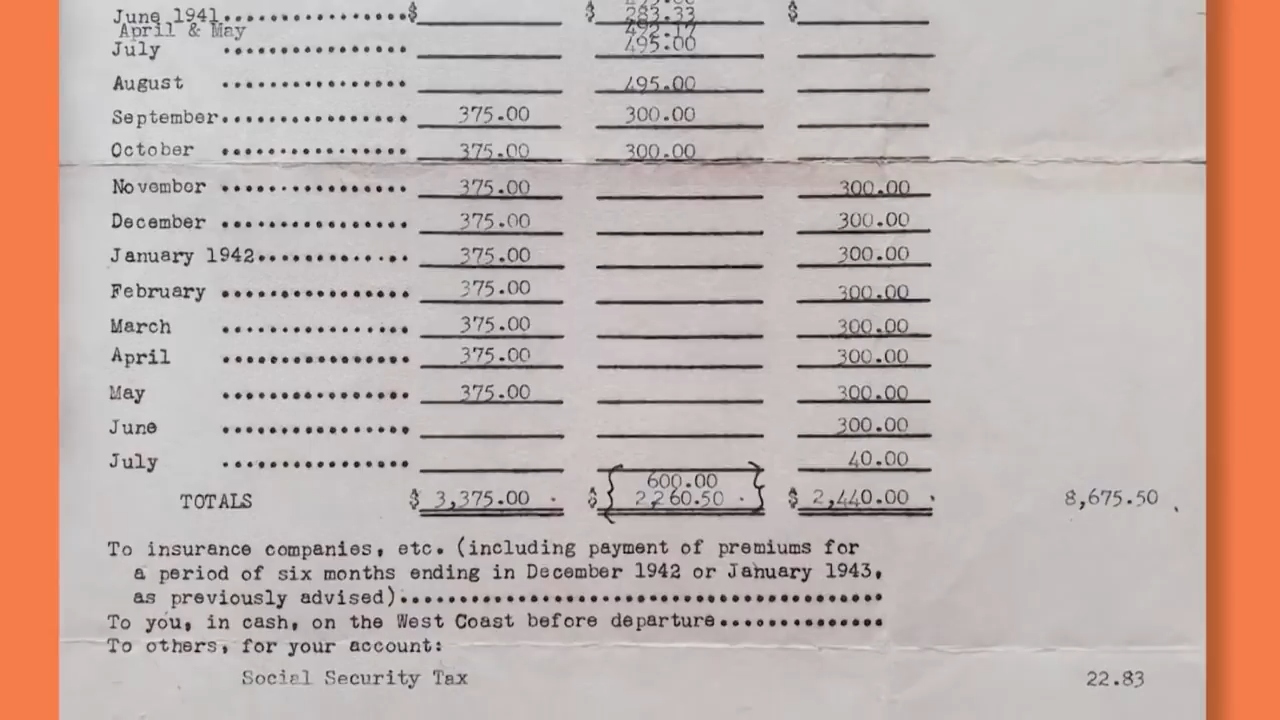 June 1941...............$ $ 283.33 $
April & May 492.17
July ............... 495.00
August ............... 495.00
September............... 375.00 300.00
October ............... 375.00 300.00
November ............... 375.00 300.00
December ............... 375.00 300.00
January 1942............. 375.00 300.00
February ............... 375.00 300.00
March ............... 375.00 300.00
April ............... 375.00 300.00
May ............... 375.00 300.00
June ............... 300.00
July ............... 40.00
600.00
TOTALS $ 3,375.00 $ 2,260.50 $ 2,440.00 8,675.50
To insurance companies, etc. (including payment of premiums for
a period of six months ending in December 1942 or January 1943,
as previously advised)........................................
To you, in cash, on the West Coast before departure...............
To others, for your account:
Social Security Tax 22.83